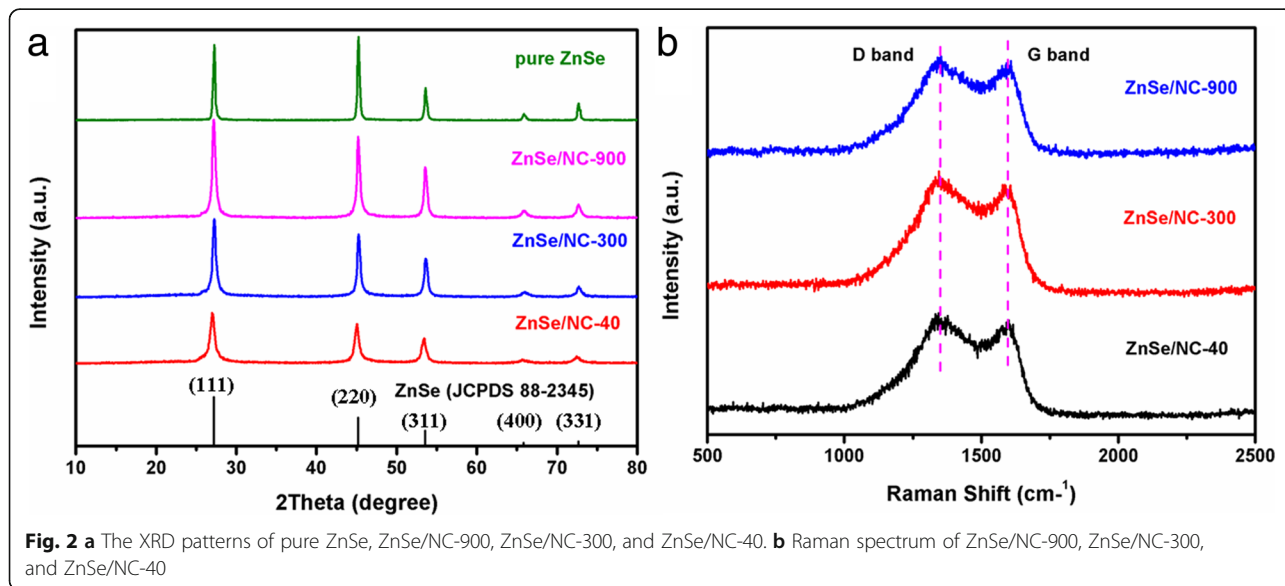 a
pure ZnSe
ZnSe/NC-900
ZnSe/NC-300
ZnSe/NC-40
ZnSe (JCPDS 88-2345)
(111)
(220)
(311)
(400)
(331)
10 20 30 40 50 60 70 80
2Theta (degree)
Intensity (a.u.)
b
D band
G band
ZnSe/NC-900
ZnSe/NC-300
ZnSe/NC-40
500 1000 1500 2000 2500
Raman Shift (cm-¹)
Intensity (a.u.)
Fig. 2 a The XRD patterns of pure ZnSe, ZnSe/NC-900, ZnSe/NC-300, and ZnSe/NC-40. b Raman spectrum of ZnSe/NC-900, ZnSe/NC-300,
and ZnSe/NC-40